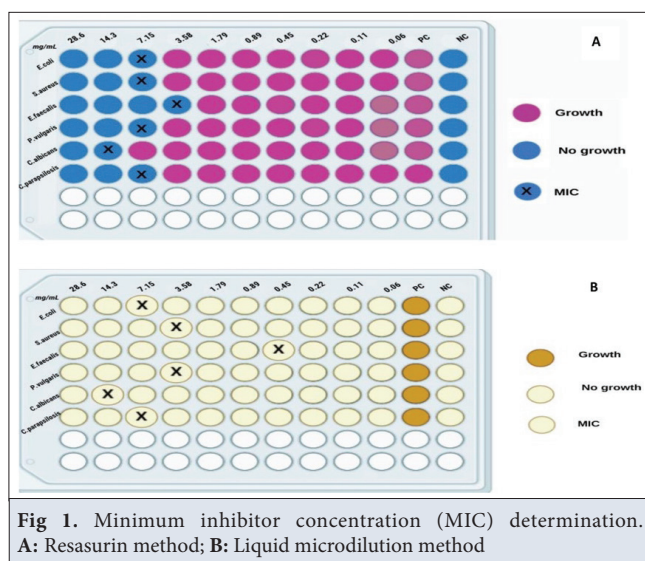 28.6 14.3 7.15 3.58 1.79 0.89 0.45 0.22 0.11 0.06 PC NC
mg/mL
A
E.coli X
S.aureus X
E.faecalis X
P.vulgaris X
C.albicans X
C.parapsilosis X
Growth
No growth
X MIC
28.6 14.3 7.15 3.58 1.79 0.89 0.45 0.22 0.11 0.06 PC NC
mg/mL
B
E.coli X
S.aureus X
E.faecalis X
P.vulgaris X
C.albicans X
C.parapsilosis X
Growth
No growth
MIC
Fig 1. Minimum inhibitor concentration (MIC) determination.
A: Resasurin method; B: Liquid microdilution method